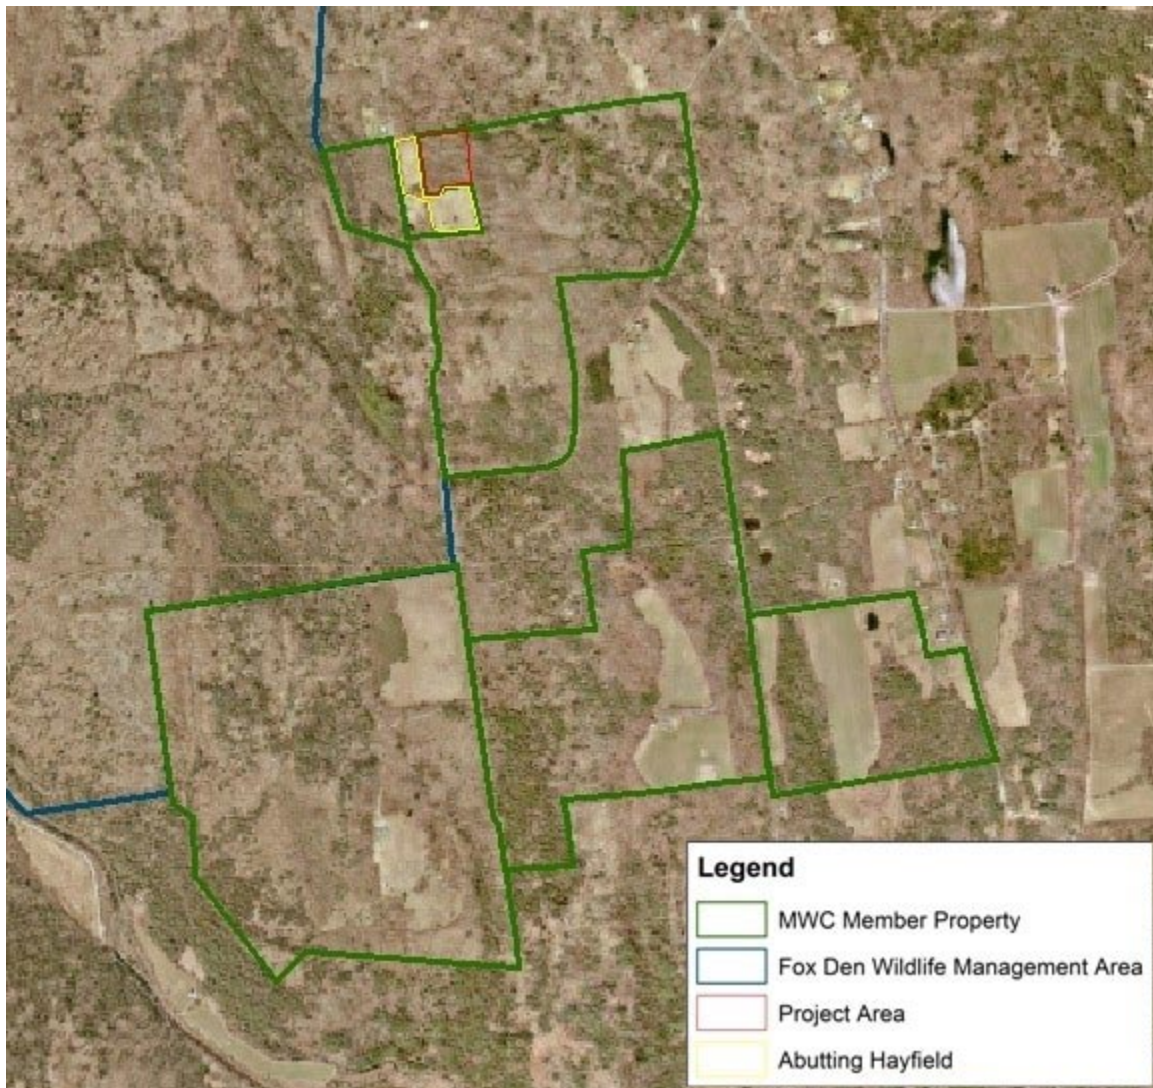 Legend
MWC Member Property
Fox Den Wildlife Management Area
Project Area
Abutting Hayfield